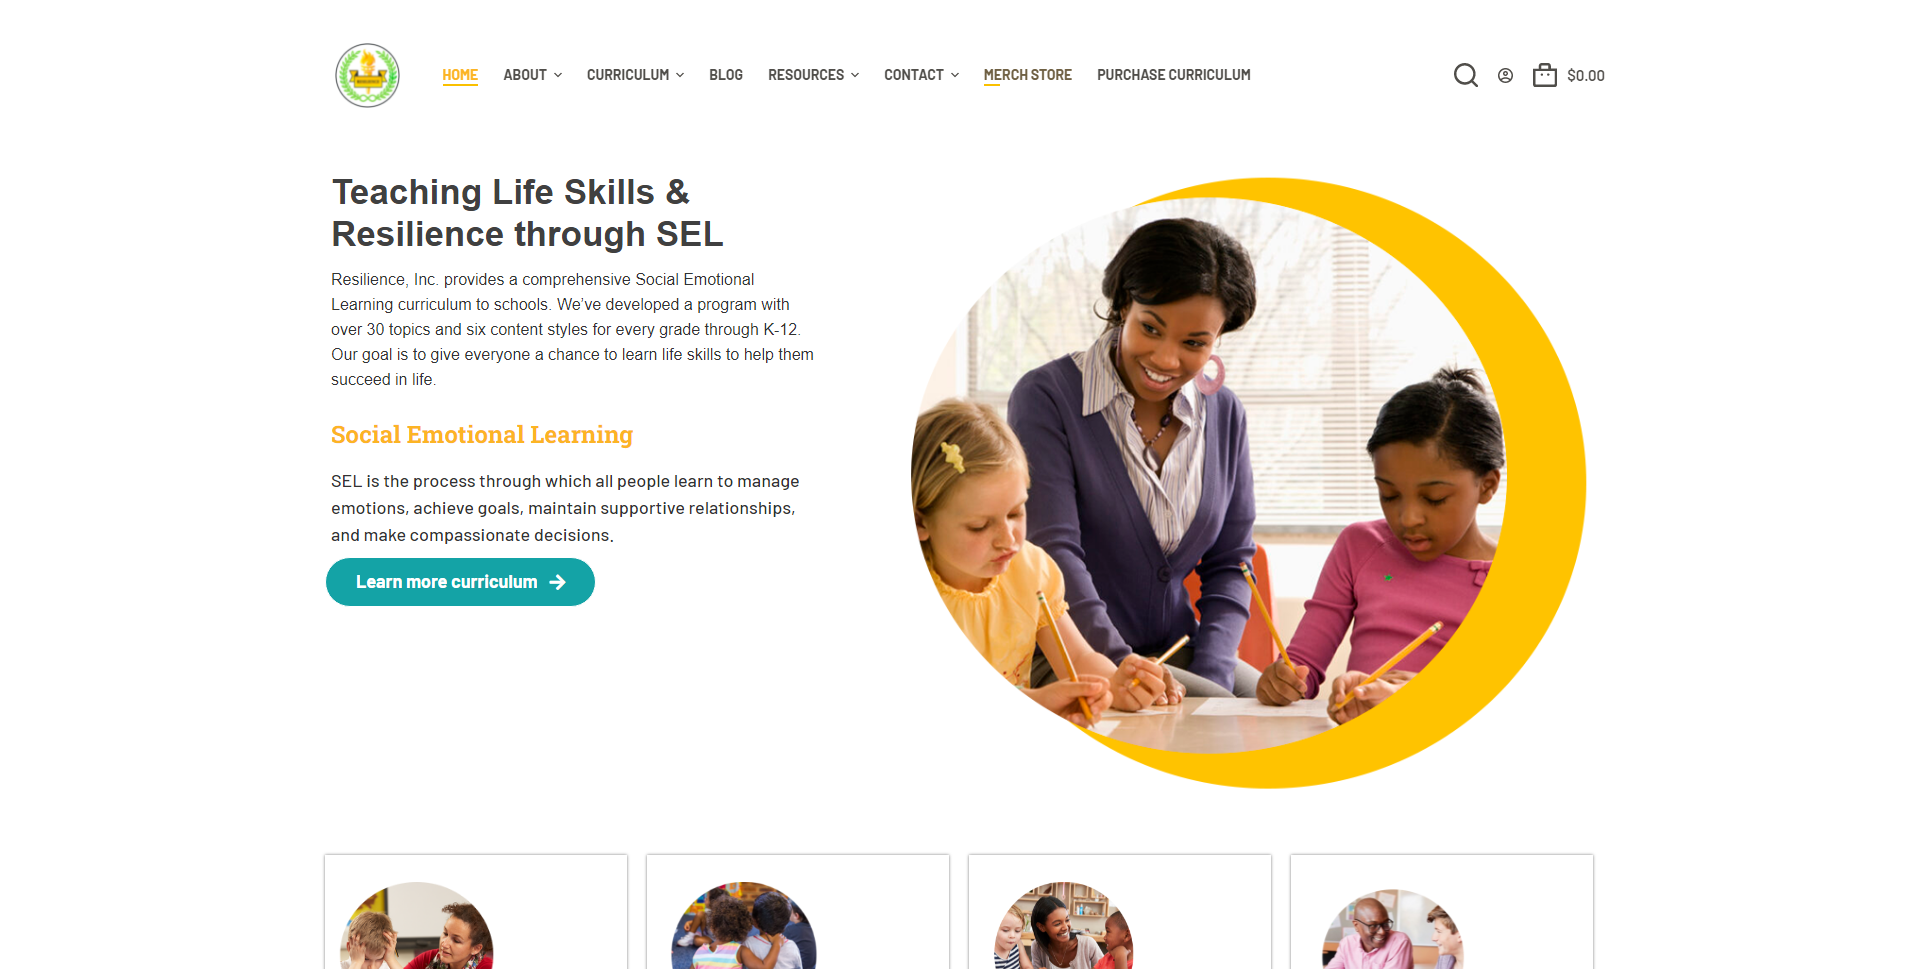 RESILIENCE
HOME ABOUT CURRICULUM BLOG RESOURCES CONTACT MERCH STORE PURCHASE CURRICULUM $0.00
Teaching Life Skills &
Resilience through SEL
Resilience, Inc. provides a comprehensive Social Emotional
Learning curriculum to schools. We’ve developed a program with
over 30 topics and six content styles for every grade through K-12.
Our goal is to give everyone a chance to learn life skills to help them
succeed in life.
Social Emotional Learning
SEL is the process through which all people learn to manage
emotions, achieve goals, maintain supportive relationships,
and make compassionate decisions.
Learn more curriculum